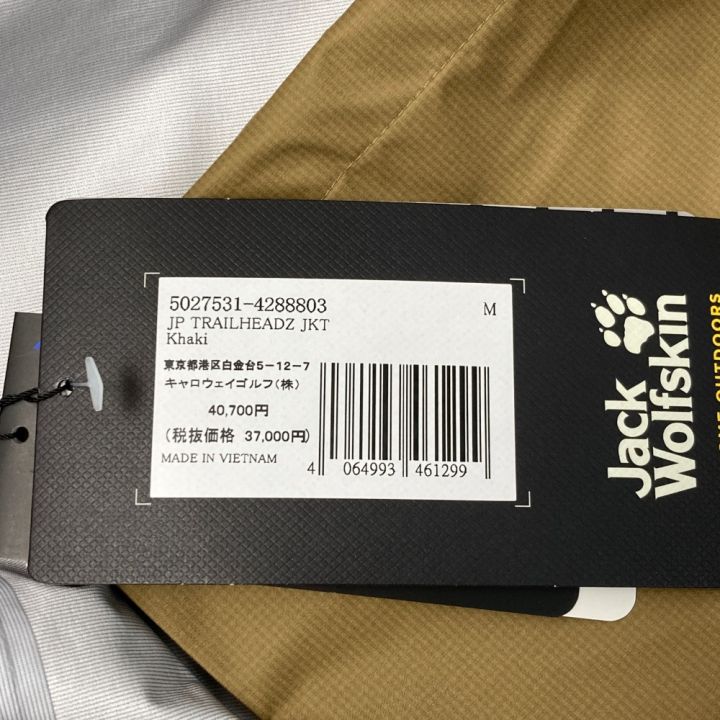 5027531-4288803 M
JP TRAILHEADZ JKT
Khaki
東京都港区白金台5-12-7
キャロウェイゴルフ(株)
40,700円
(税抜価格 37,000円)
MADE IN VIETNAM
4 064993 461299
Jack
Wolfskin
OUTDOORS